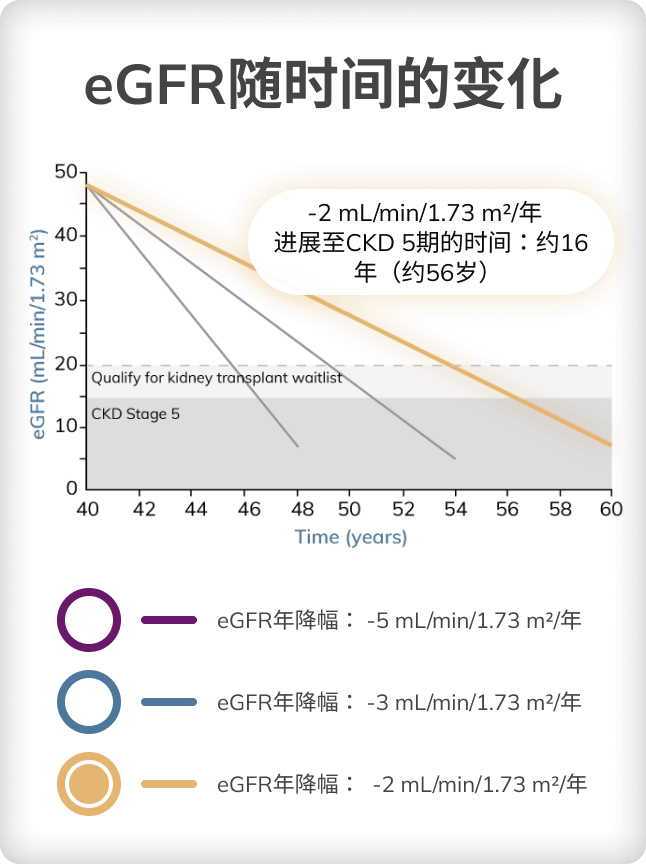 eGFR随时间的变化
-2 mL/min/1.73 m²/年
进展至CKD 5期的时间：约16
年（约56岁）
eGFR (mL/min/1.73 m²)
50
40
30
20
10
0
Qualify for kidney transplant waitlist
CKD Stage 5
40 42 44 46 48 50 52 54 56 58 60
Time (years)
eGFR年降幅： -5 mL/min/1.73 m²/年
eGFR年降幅： -3 mL/min/1.73 m²/年
eGFR年降幅： -2 mL/min/1.73 m²/年